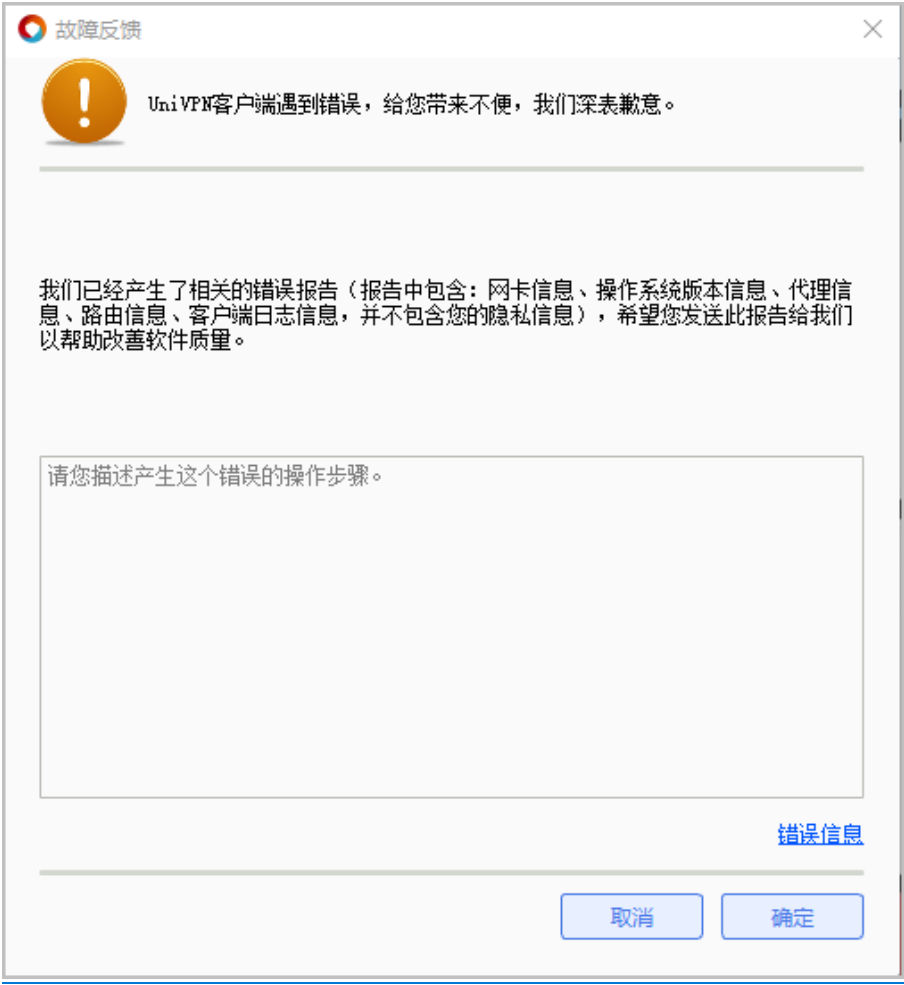 故障反馈
UniVPN客户端遇到错误，给您带来不便，我们深表歉意。
我们已经产生了相关的错误报告（报告中包含：网卡信息、操作系统版本信息、代理信
息、路由信息、客户端日志信息，并不包含您的隐私信息），希望您发送此报告给我们
以帮助改善软件质量。
请您描述产生这个错误的操作步骤。
错误信息
取消
确定